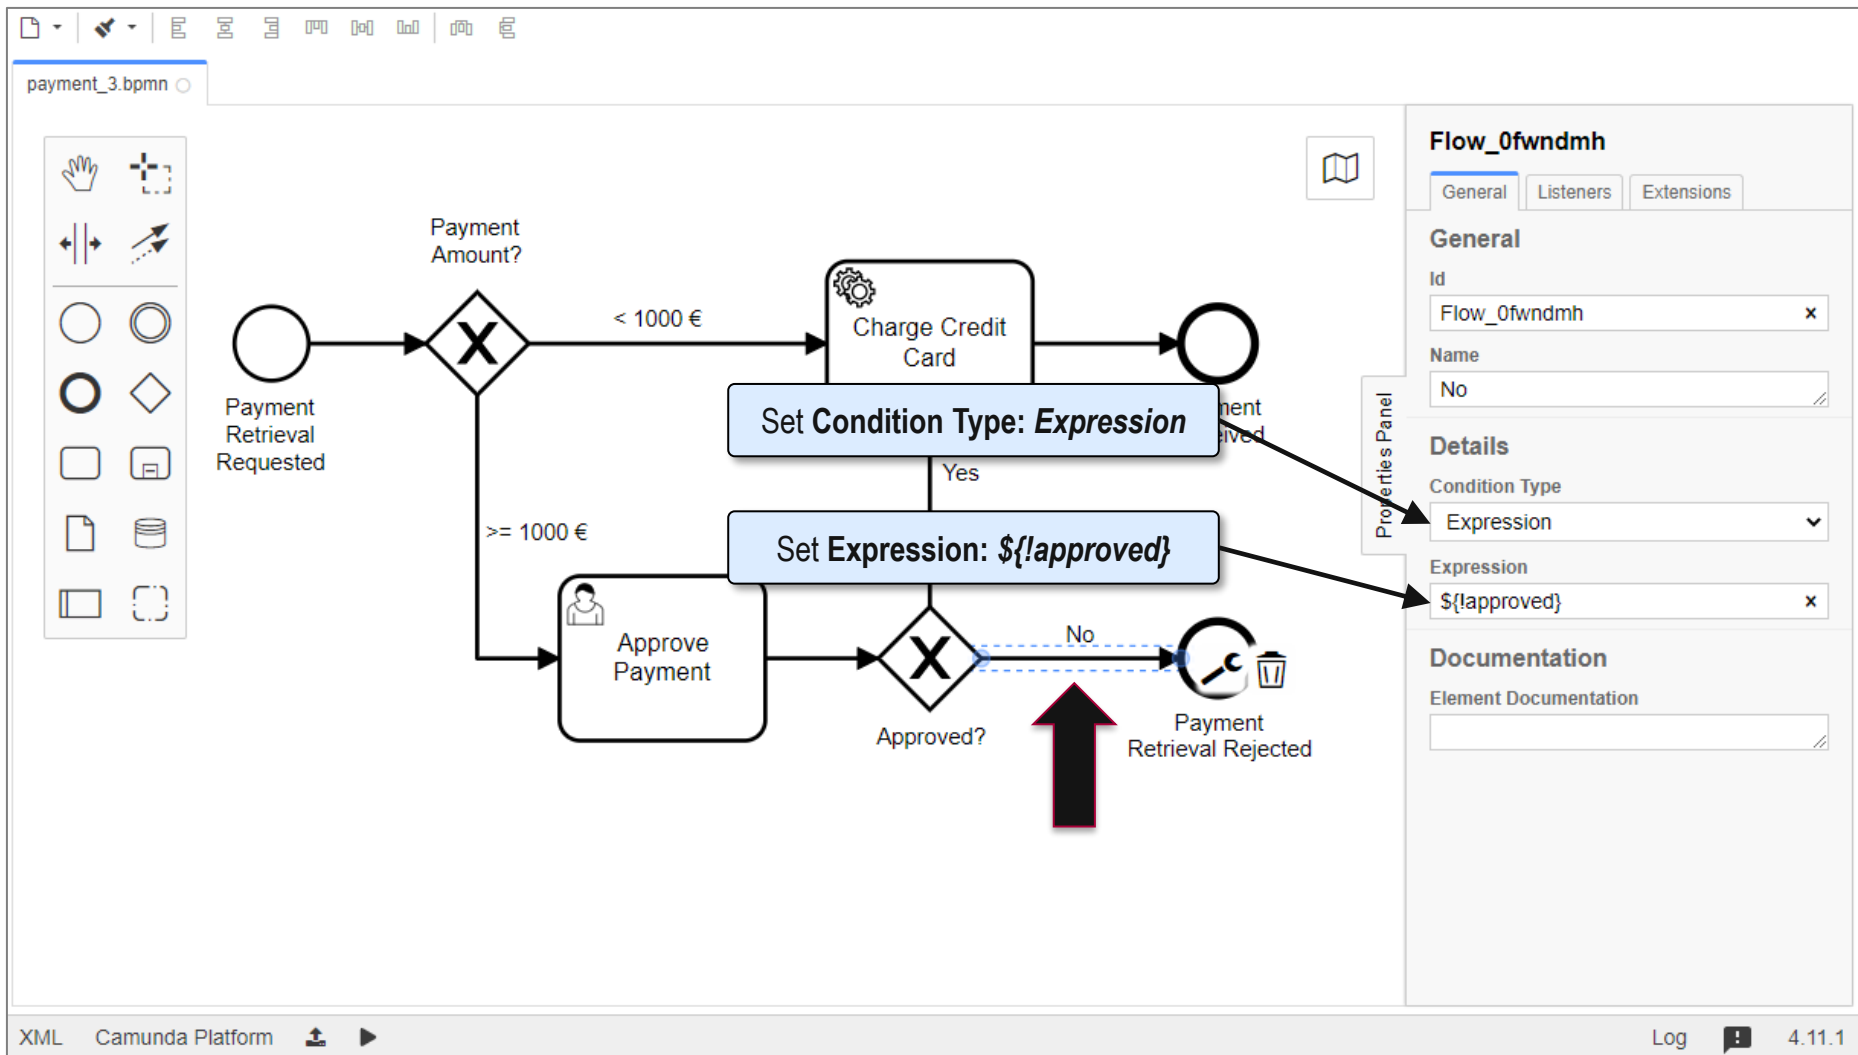 payment_3.bpmn
Payment
Amount?
< 1000 €
Charge Credit
Card
Payment
Retrieval
Requested
Set Condition Type: Expression
Yes
>= 1000 €
Set Expression: ${!approved}
Approve
Payment
No
Approved?
Payment
Retrieval Rejected
Properties Panel
Flow_0fwndmh
General Listeners Extensions
General
Id
Flow_0fwndmh
Name
No
Details
Condition Type
Expression
Expression
${!approved}
Documentation
Element Documentation
XML Camunda Platform Log 4.11.1